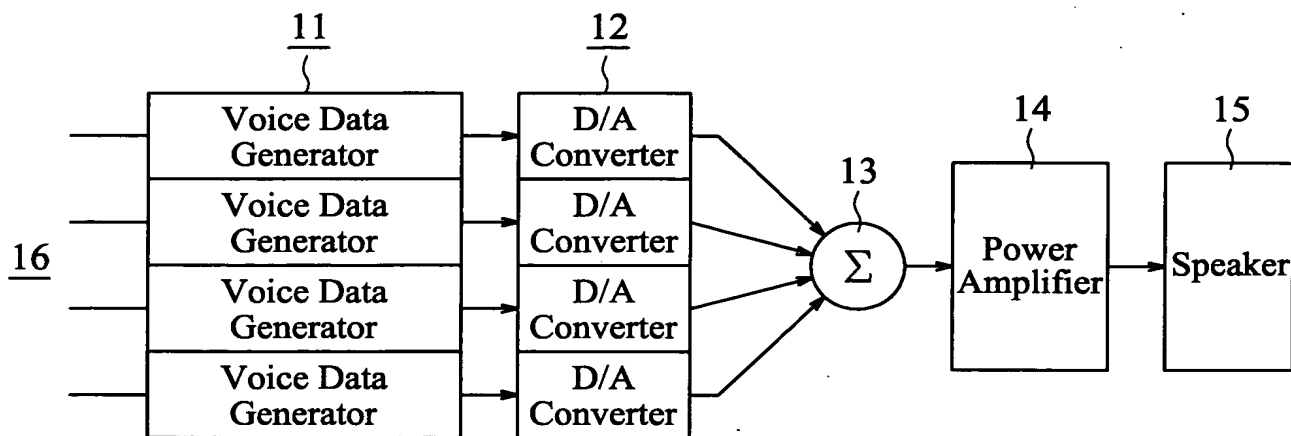 11
12
Voice Data
Generator
D/A
Converter
14
15
Voice Data
Generator
D/A
Converter
13
16
Σ
Power
Amplifier
Speaker
Voice Data
Generator
D/A
Converter
Voice Data
Generator
D/A
Converter